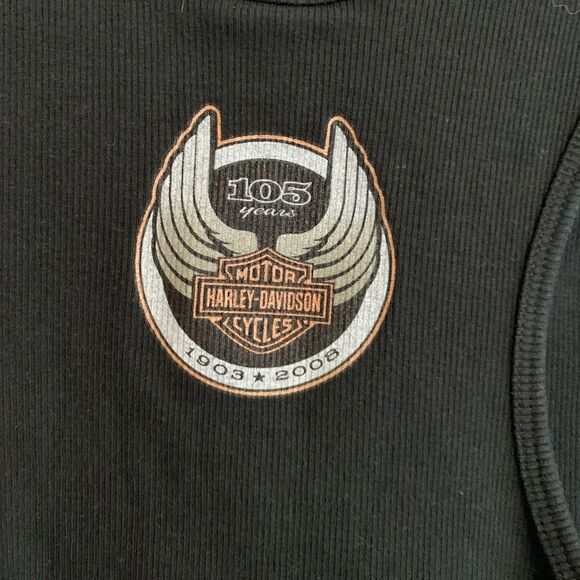 105
years
MOTOR
HARLEY-DAVIDSON
CYCLES
1903 ★ 2008